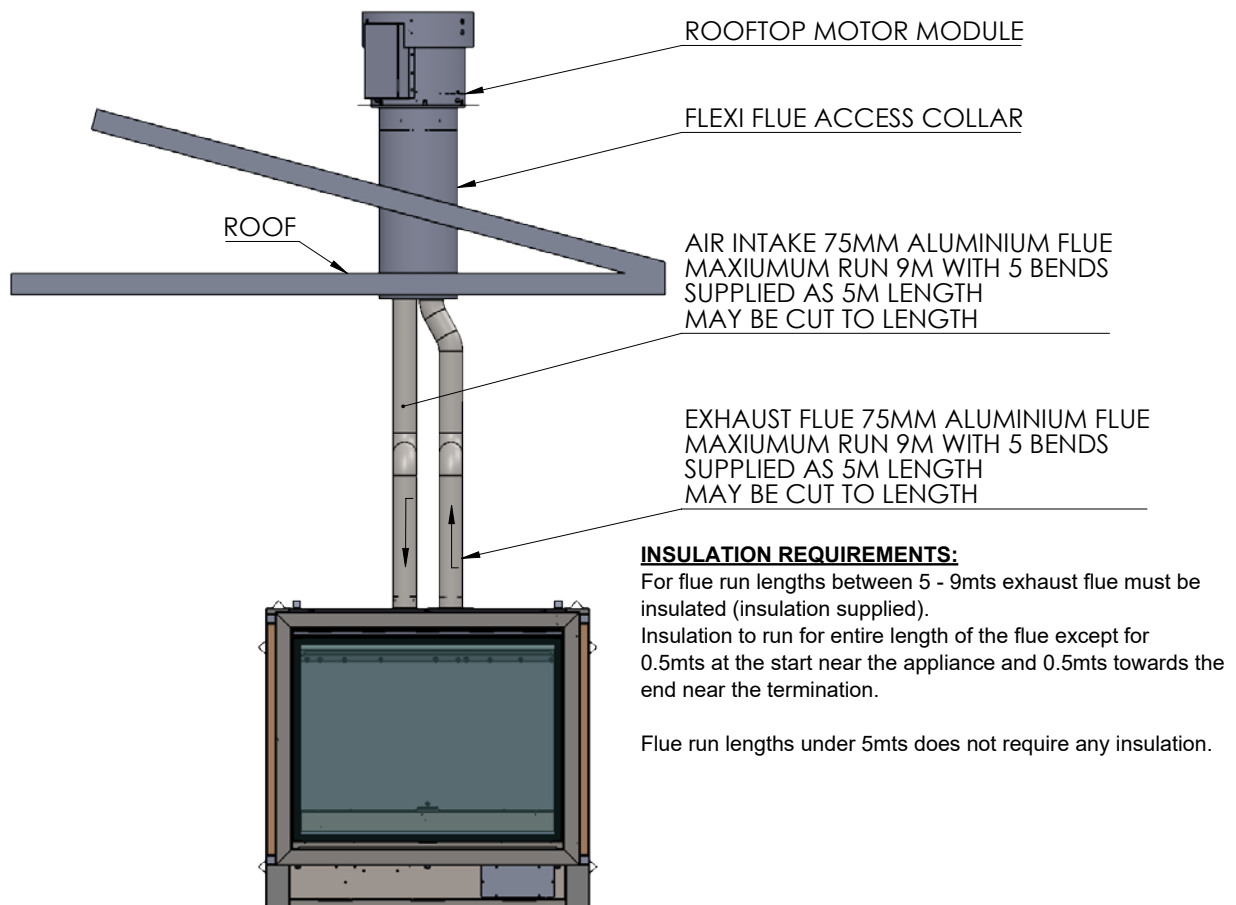 ROOFTOP MOTOR MODULE
FLEXI FLUE ACCESS COLLAR
ROOF
AIR INTAKE 75MM ALUMINIUM FLUE
MAXIUMUM RUN 9M WITH 5 BENDS
SUPPLIED AS 5M LENGTH
MAY BE CUT TO LENGTH
EXHAUST FLUE 75MM ALUMINIUM FLUE
MAXIUMUM RUN 9M WITH 5 BENDS
SUPPLIED AS 5M LENGTH
MAY BE CUT TO LENGTH
INSULATION REQUIREMENTS:
For flue run lengths between 5 - 9mts exhaust flue must be
insulated (insulation supplied).
Insulation to run for entire length of the flue except for
0.5mts at the start near the appliance and 0.5mts towards the
end near the termination.
Flue run lengths under 5mts does not require any insulation.